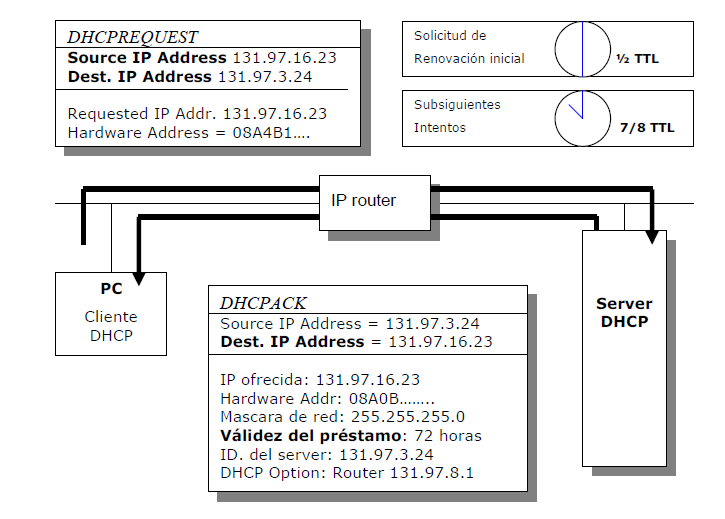 DHCPREQUEST
Source IP Address 131.97.16.23
Dest. IP Address 131.97.3.24
Requested IP Addr. 131.97.16.23
Hardware Address = 08A4B1....
Solicitud de
Renovación inicial
½ TTL
Subsiguientes
Intentos
7/8 TTL
IP router
PC
Cliente
DHCP
Server
DHCP
DHCPACK
Source IP Address = 131.97.3.24
Dest. IP Address = 131.97.16.23
IP ofrecida: 131.97.16.23
Hardware Addr: 08A0B........
Mascara de red: 255.255.255.0
Válidez del préstamo: 72 horas
ID. del server: 131.97.3.24
DHCP Option: Router 131.97.8.1